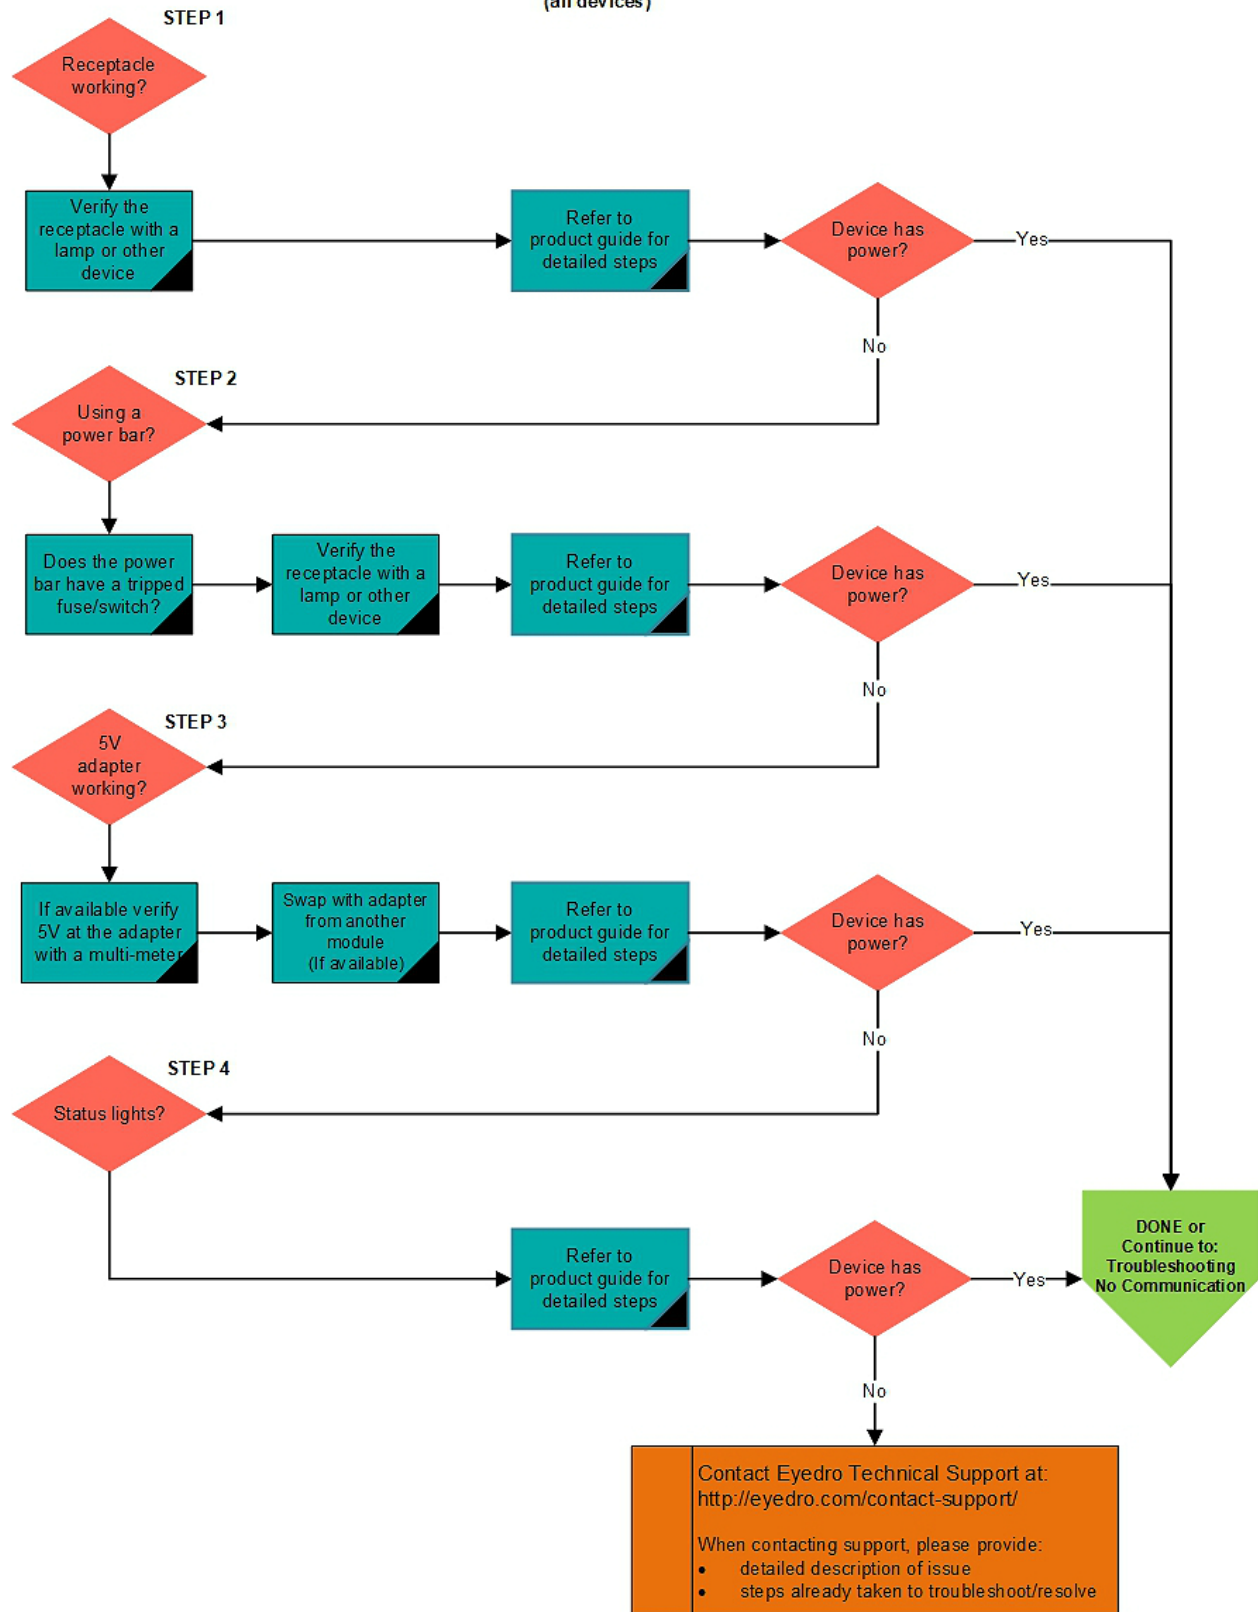 (all devices)
STEP 1
Receptacle
working?
Verify the
receptacle with a
lamp or other
device
Refer to
product guide for
detailed steps
Device has
power?
Yes
No
STEP 2
Using a
power bar?
Does the power
bar have a tripped
fuse/switch?
Verify the
receptacle with a
lamp or other
device
Refer to
product guide for
detailed steps
Device has
power?
Yes
No
STEP 3
5V
adapter
working?
If available verify
5V at the adapter
with a multi-meter
Swap with adapter
from another
module
(If available)
Refer to
product guide for
detailed steps
Device has
power?
Yes
No
STEP 4
Status lights?
Refer to
product guide for
detailed steps
Device has
power?
Yes
DONE or
Continue to:
Troubleshooting
No Communication
No
Contact Eyedro Technical Support at:
http://eyedro.com/contact-support/
When contacting support, please provide:
• detailed description of issue
• steps already taken to troubleshoot/resolve